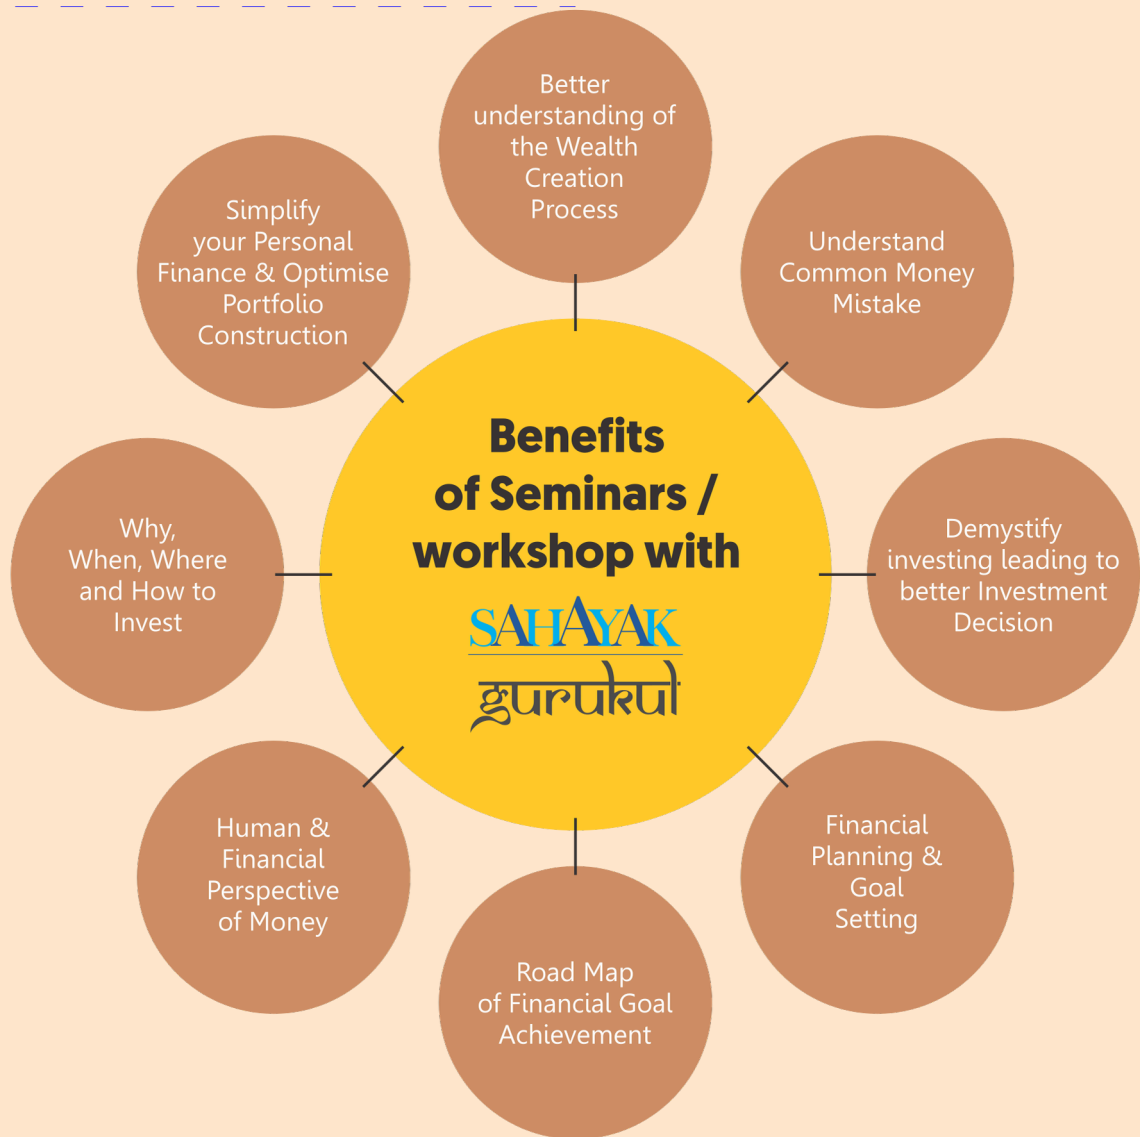 Better
understanding of
the Wealth
Creation
Process
Understand
Common Money
Mistake
Demystify
investing leading to
better Investment
Decision
Financial
Planning &
Goal
Setting
Road Map
of Financial Goal
Achievement
Human &
Financial
Perspective
of Money
Why,
When, Where
and How to
Invest
Simplify
your Personal
Finance & Optimise
Portfolio
Construction
Benefits
of Seminars /
workshop with
SAHAYAK
gurukul